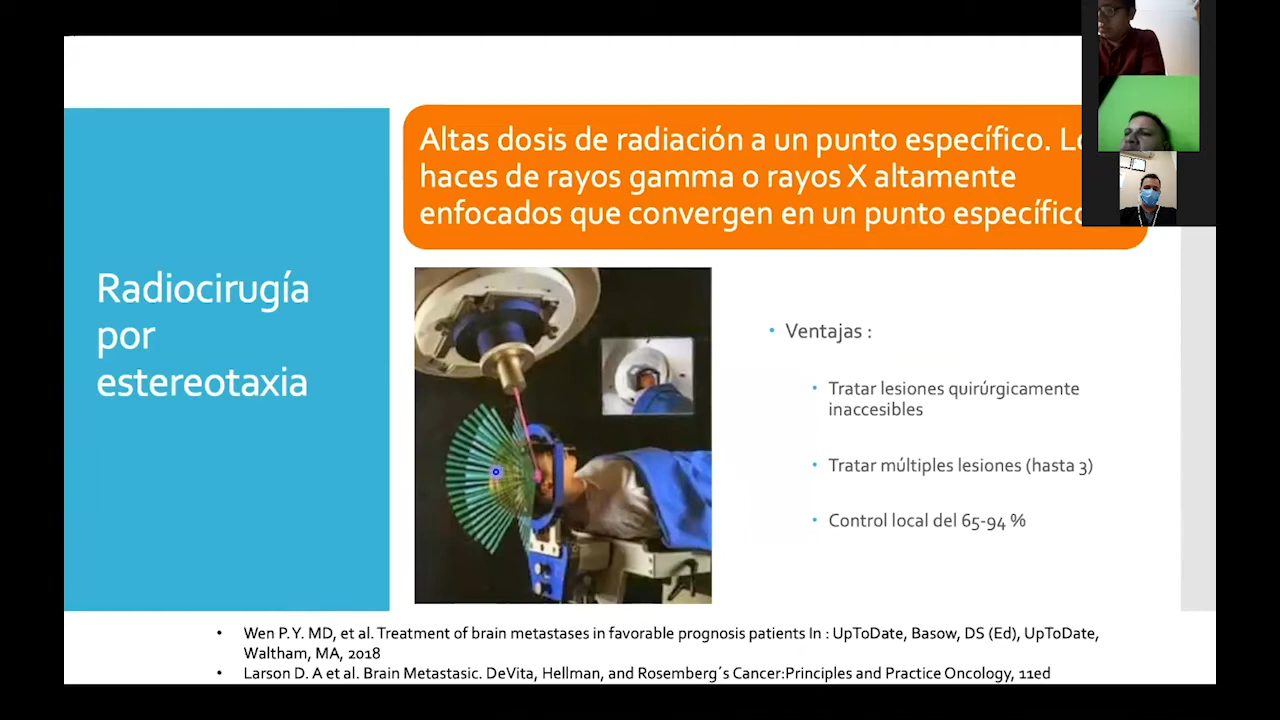 Radiocirugía
por
estereotaxia
Altas dosis de radiación a un punto específico.
haces de rayos gamma o rayos X altamente
enfocados que convergen en un punto específico
• Ventajas :
• Tratar lesiones quirúrgicamente
inaccesibles
• Tratar múltiples lesiones (hasta 3)
• Control local del 65-94 %
• Wen P.Y. MD, et al. Treatment of brain metastases in favorable prognosis patients In : UpToDate, Basow, DS (Ed), UpToDate,
Waltham, MA, 2018
• Larson D. A et al. Brain Metastasic. DeVita, Hellman, and Rosemberg´s Cancer:Principles and Practice Oncology, 11ed